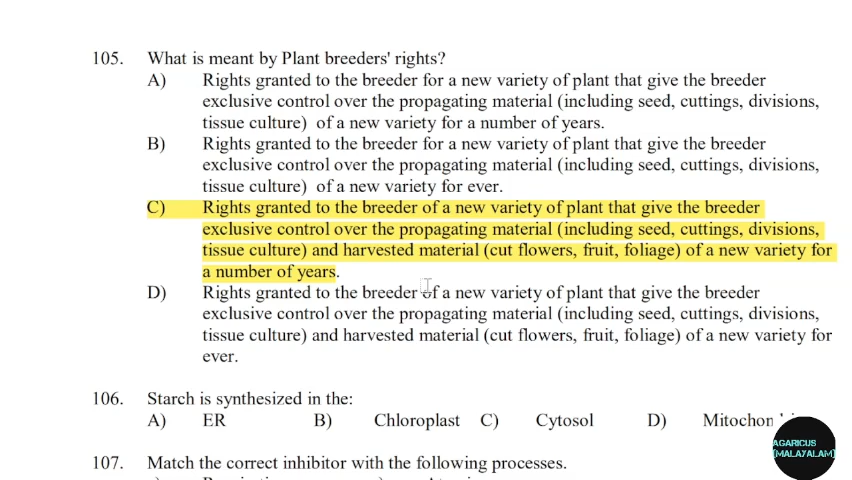 105. What is meant by Plant breeders' rights?
A) Rights granted to the breeder for a new variety of plant that give the breeder
exclusive control over the propagating material (including seed, cuttings, divisions,
tissue culture) of a new variety for a number of years.
B) Rights granted to the breeder for a new variety of plant that give the breeder
exclusive control over the propagating material (including seed, cuttings, divisions,
tissue culture) of a new variety for ever.
C) Rights granted to the breeder of a new variety of plant that give the breeder
exclusive control over the propagating material (including seed, cuttings, divisions,
tissue culture) and harvested material (cut flowers, fruit, foliage) of a new variety for
a number of years.
D) Rights granted to the breeder of a new variety of plant that give the breeder
exclusive control over the propagating material (including seed, cuttings, divisions,
tissue culture) and harvested material (cut flowers, fruit, foliage) of a new variety for
ever.
106. Starch is synthesized in the:
A) ER B) Chloroplast C) Cytosol D)
AGARICUS
(MALAYALAM)
107. Match the correct inhibitor with the following processes.